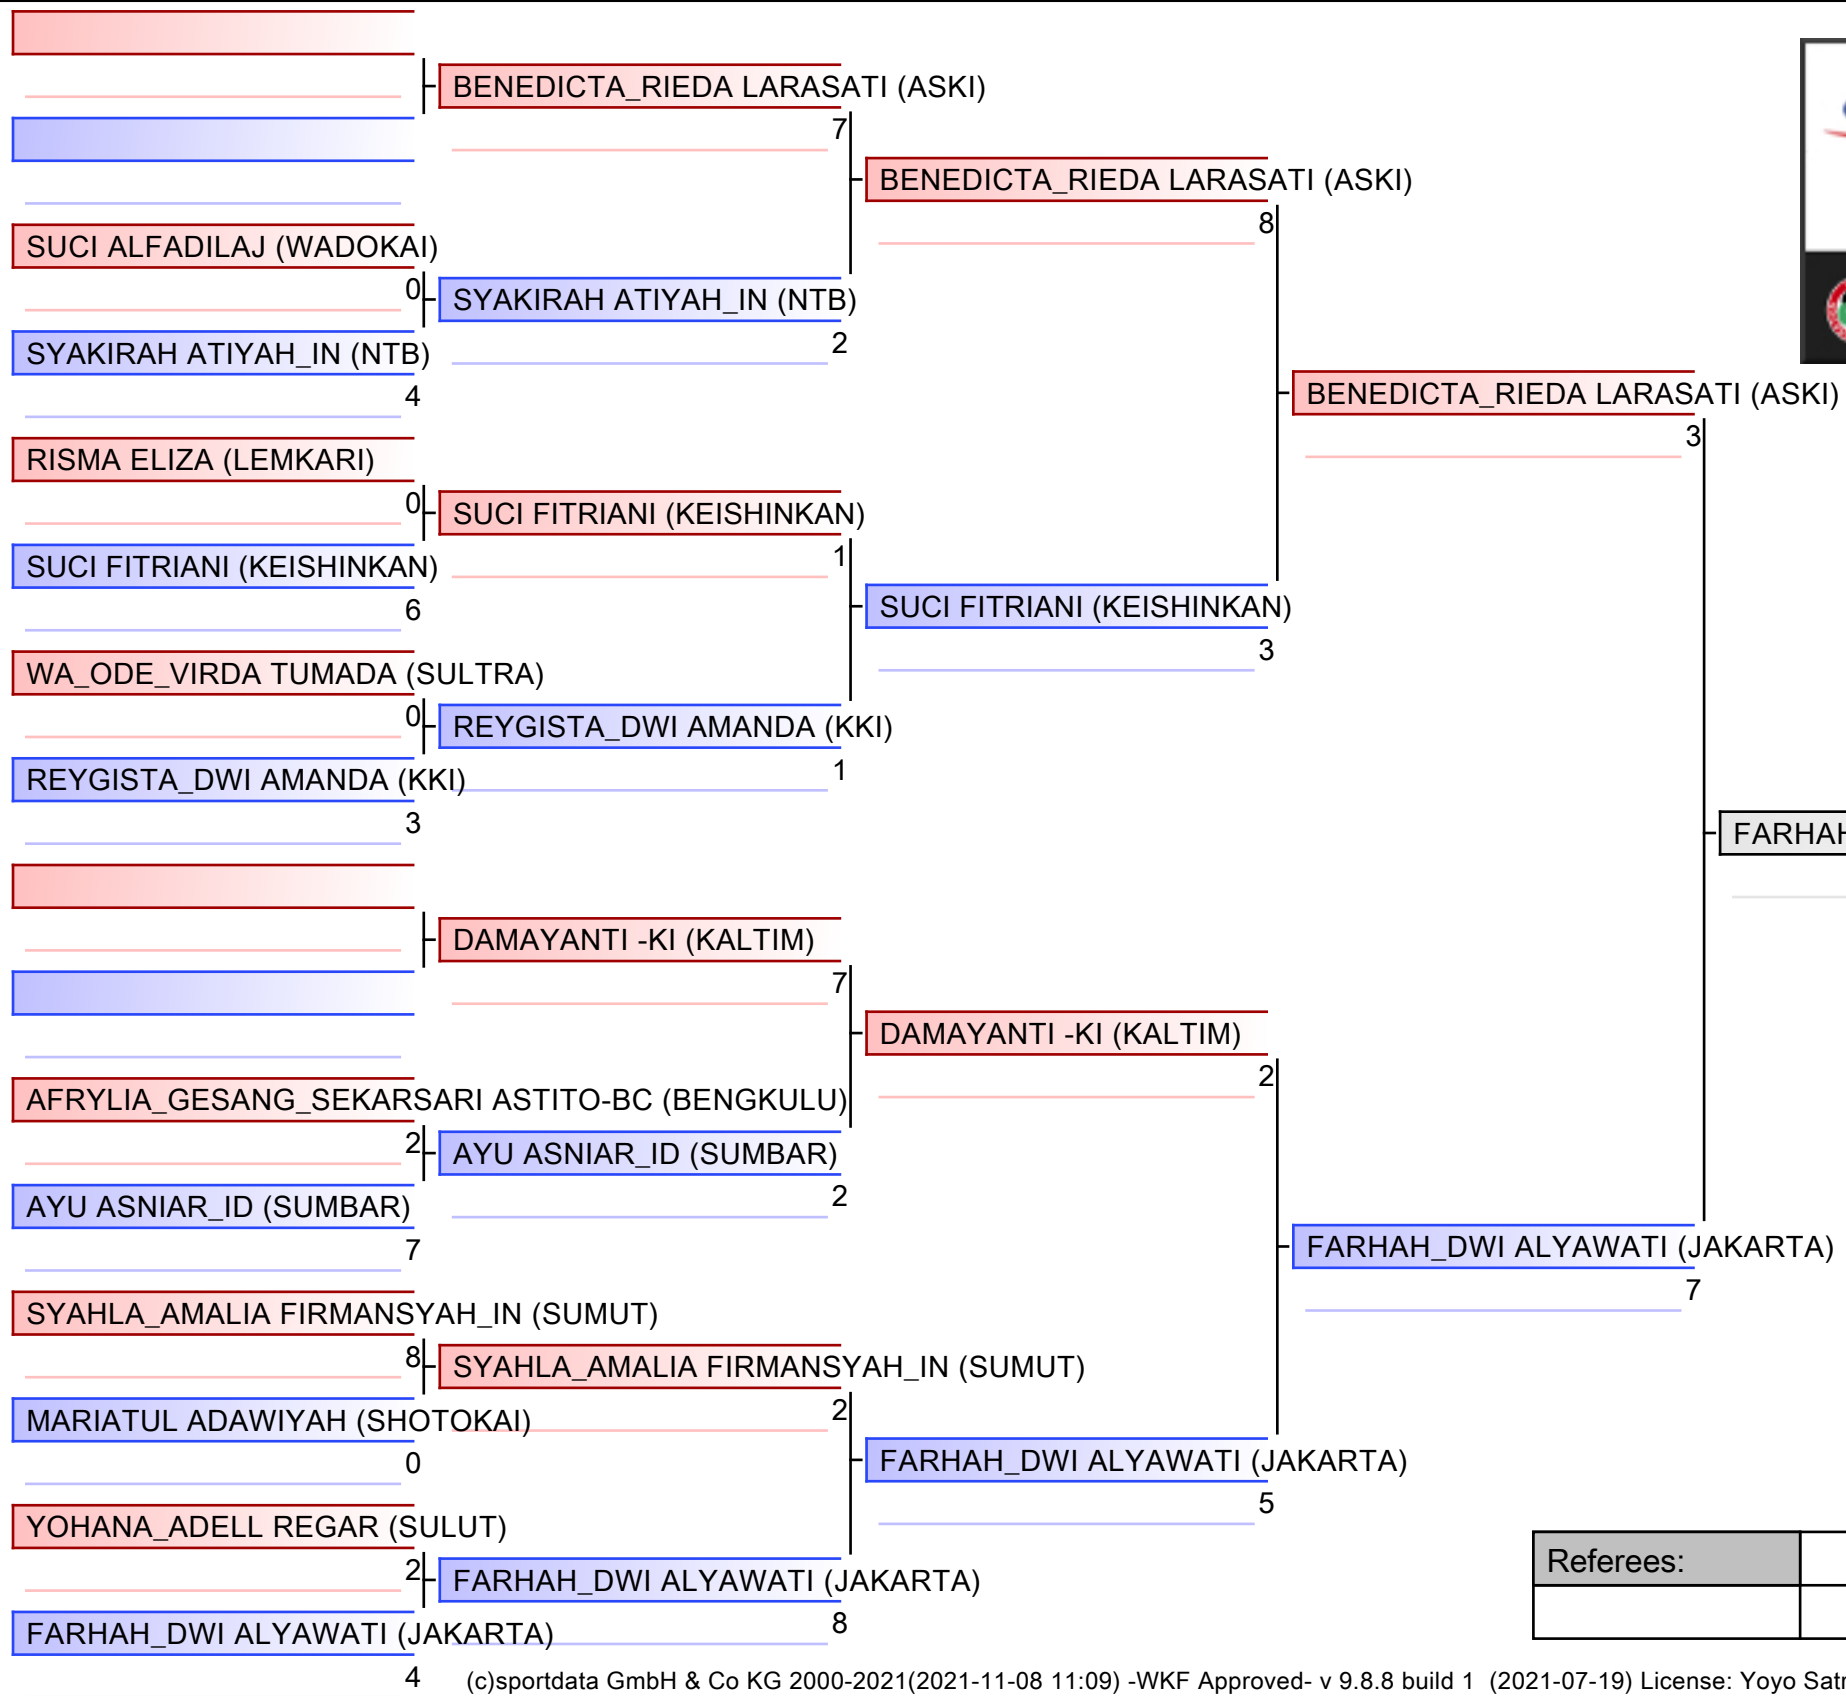 BENEDICTA_RIEDA LARASATI (ASKI)
7
BENEDICTA_RIEDA LARASATI (ASKI)
8
SUCI ALFADILAJ (WADOKAI)
0
SYAKIRAH ATIYAH_IN (NTB)
2
SYAKIRAH ATIYAH_IN (NTB)
4
BENEDICTA_RIEDA LARASATI (ASKI)
3
RISMA ELIZA (LEMKARI)
0
SUCI FITRIANI (KEISHINKAN)
1
SUCI FITRIANI (KEISHINKAN)
6
SUCI FITRIANI (KEISHINKAN)
3
WA_ODE_VIRDA TUMADA (SULTRA)
0
REYGISTA_DWI AMANDA (KKI)
1
REYGISTA_DWI AMANDA (KKI)
3
FARHAH
DAMAYANTI -KI (KALTIM)
7
DAMAYANTI -KI (KALTIM)
2
AFRYLIA_GESANG_SEKARSARI ASTITO-BC (BENGKULU)
2
AYU ASNIAR_ID (SUMBAR)
2
AYU ASNIAR_ID (SUMBAR)
7
FARHAH_DWI ALYAWATI (JAKARTA)
7
SYAHLA_AMALIA FIRMANSYAH_IN (SUMUT)
8
SYAHLA_AMALIA FIRMANSYAH_IN (SUMUT)
2
MARIATUL ADAWIYAH (SHOTOKAI)
0
FARHAH_DWI ALYAWATI (JAKARTA)
5
YOHANA_ADELL REGAR (SULUT)
2
FARHAH_DWI ALYAWATI (JAKARTA)
8
FARHAH_DWI ALYAWATI (JAKARTA)
4
Referees:
(c)sportdata GmbH & Co KG 2000-2021(2021-11-08 11:09) -WKF Approved- v 9.8.8 build 1 (2021-07-19) License: Yoyo